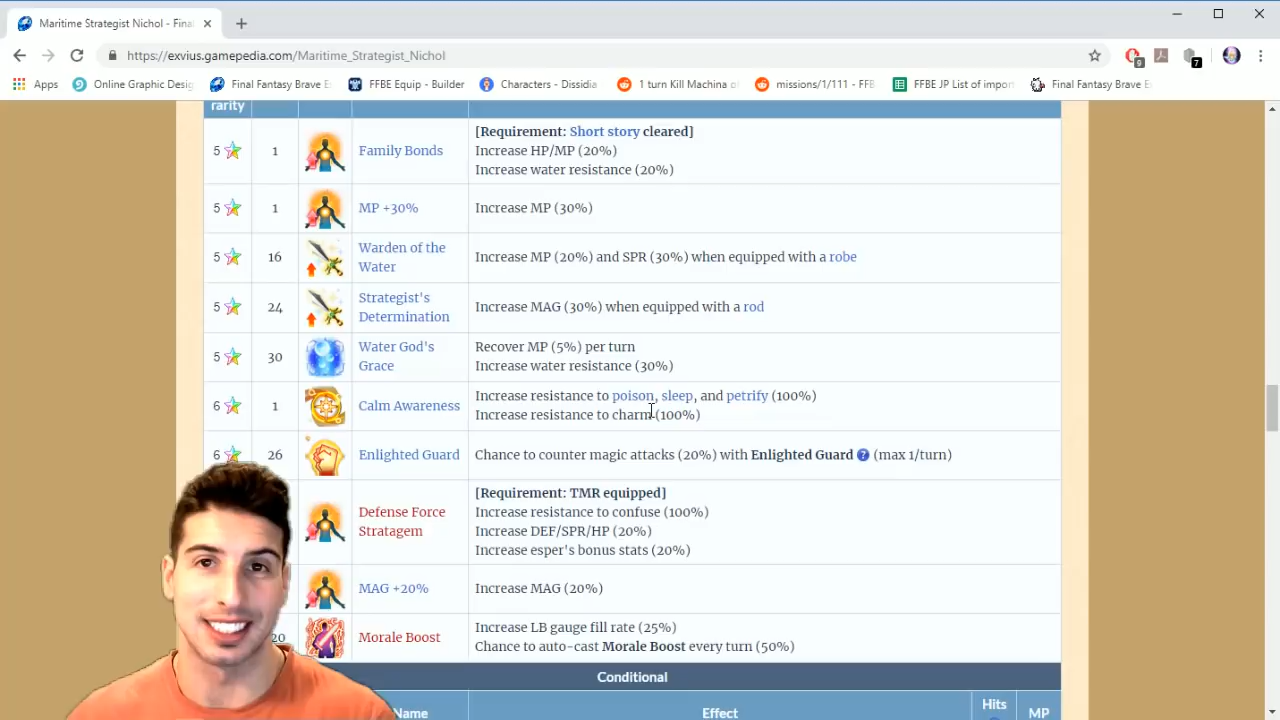 Maritime Strategist Nichol - Fina
https://exvius.gamepedia.com/Maritime_Strategist_Nichol
9
7
Apps Online Graphic Desig Final Fantasy Brave E FFBE Equip - Builder Characters - Dissidia 1 turn Kill Machina o missions/1/111 - FFB FFBE JP List of impor Final Fantasy Brave E
rarity
5 1 Family Bonds
[Requirement: Short story cleared]
Increase HP/MP (20%)
Increase water resistance (20%)
5 1 MP +30% Increase MP (30%)
5 16 Warden of the
Water
Increase MP (20%) and SPR (30%) when equipped with a robe
5 24 Strategist's
Determination
Increase MAG (30%) when equipped with a rod
5 30 Water God's
Grace
Recover MP (5%) per turn
Increase water resistance (30%)
6 1 Calm Awareness
Increase resistance to poison, sleep, and petrify (100%)
Increase resistance to charm (100%)
6 26 Enlighted Guard Chance to counter magic attacks (20%) with Enlighted Guard ? (max 1/turn)
Defense Force
Stratagem
[Requirement: TMR equipped]
Increase resistance to confuse (100%)
Increase DEF/SPR/HP (20%)
Increase esper's bonus stats (20%)
MAG +20% Increase MAG (20%)
20 Morale Boost
Increase LB gauge fill rate (25%)
Chance to auto-cast Morale Boost every turn (50%)
Conditional
Name Effect Hits MP